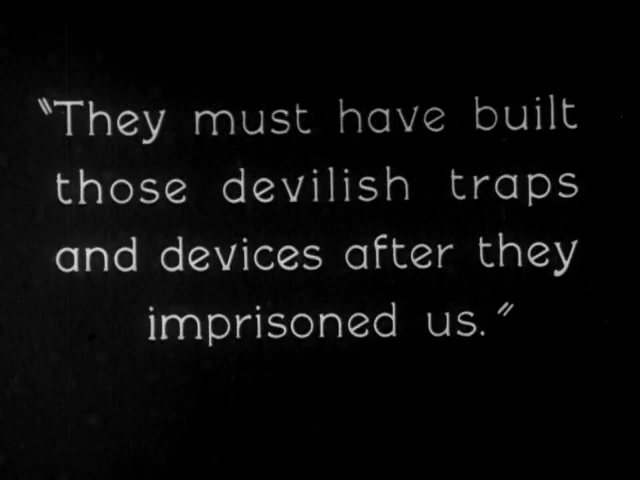 "They must have built
those devilish traps
and devices after they
imprisoned us."